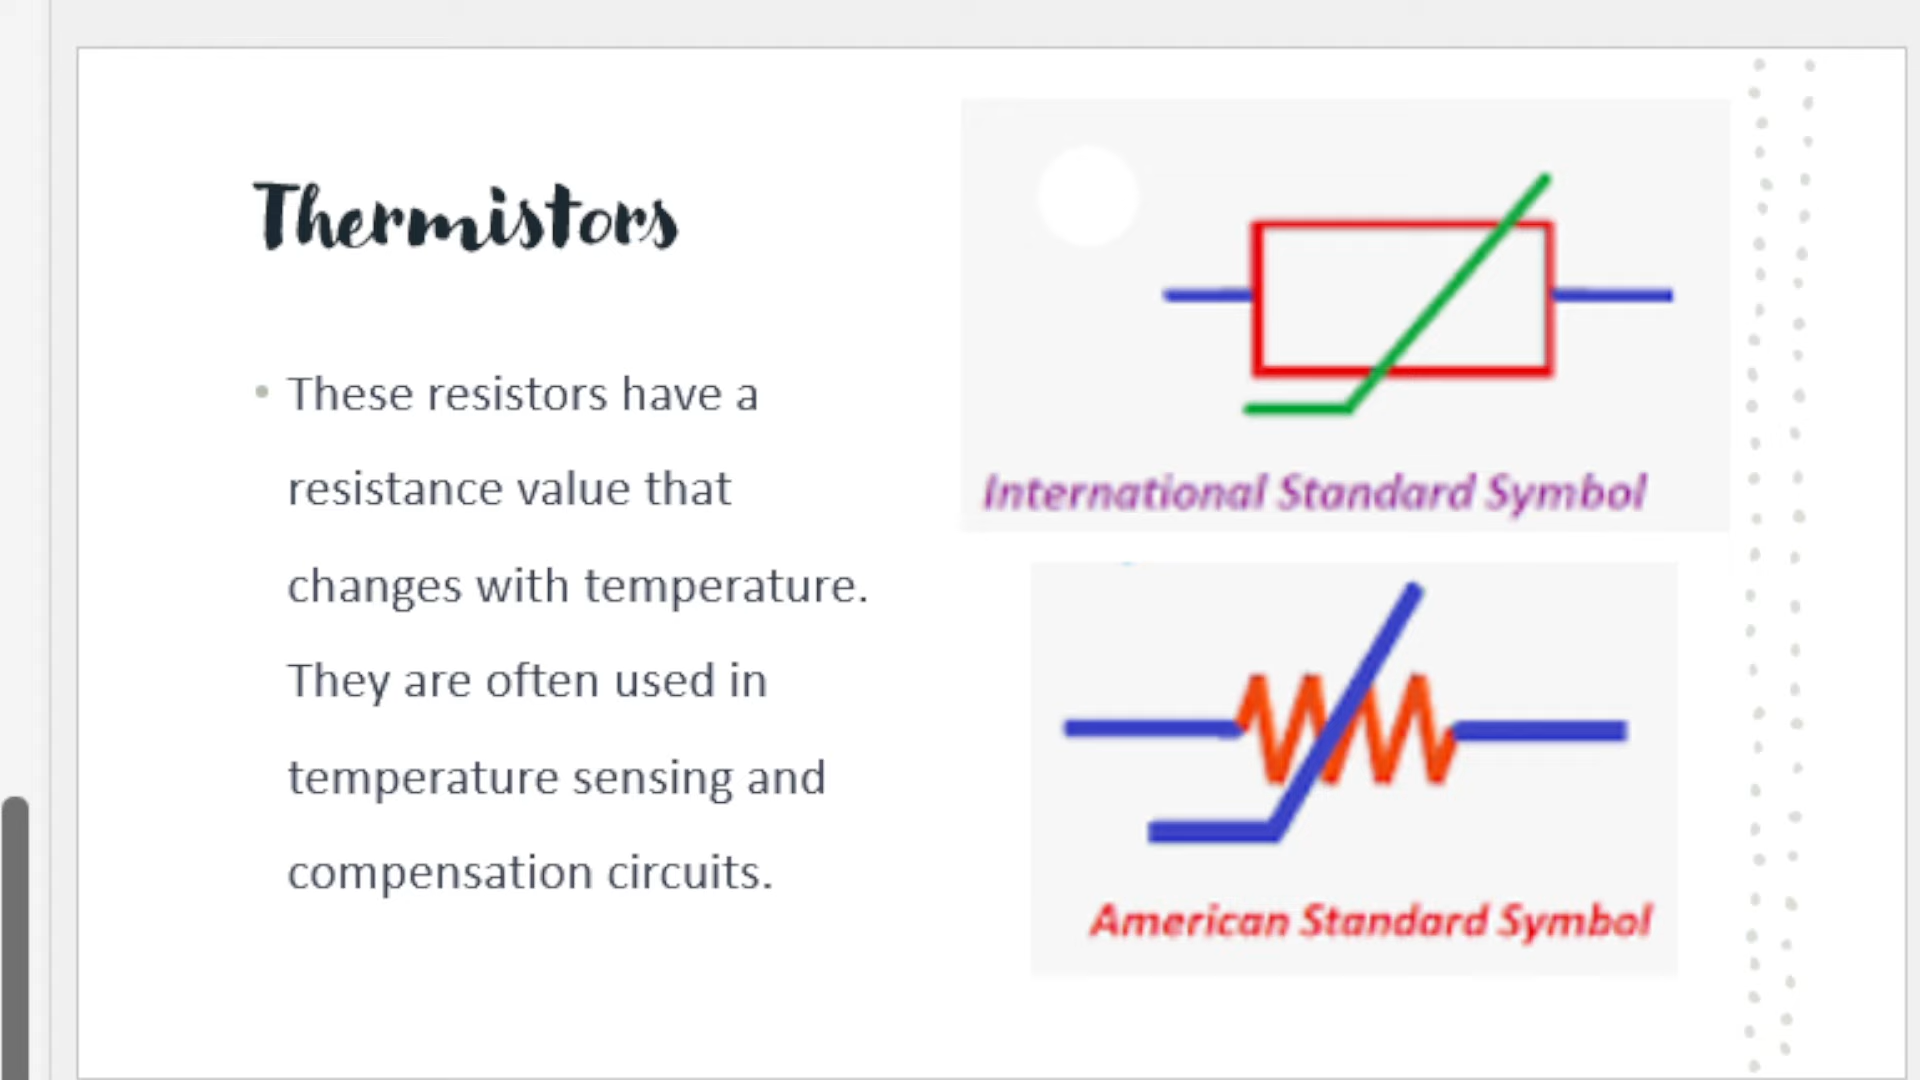 Thermistors
These resistors have a
resistance value that
changes with temperature.
They are often used in
temperature sensing and
compensation circuits.
International Standard Symbol
American Standard Symbol